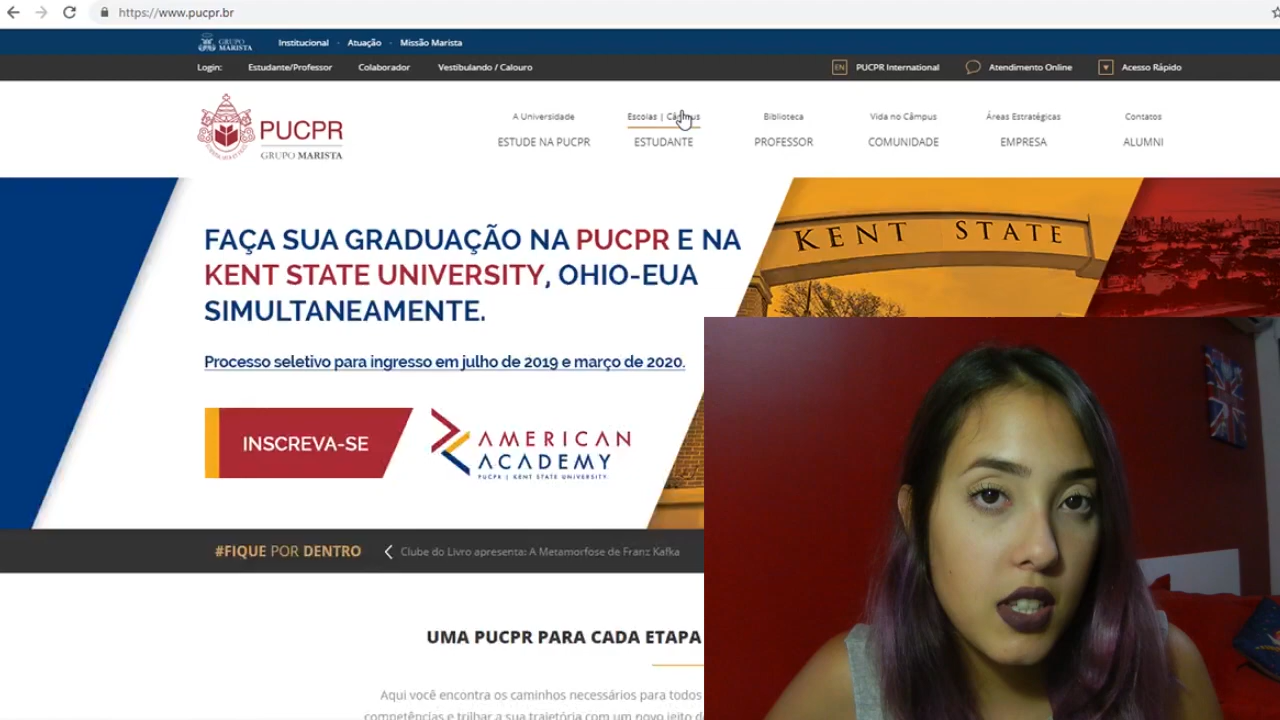 https://www.pucpr.br
GRUPO MARISTA
Institucional · Atuação · Missão Marista
Login: Estudante/Professor Colaborador Vestibulando / Calouro
EN PUCPR International Atendimento Online Acesso Rápido
PUCPR
GRUPO MARISTA
A Universidade Escolas | Câmpus Biblioteca Vida no Câmpus Áreas Estratégicas Contatos
ESTUDE NA PUCPR ESTUDANTE PROFESSOR COMUNIDADE EMPRESA ALUMNI
FAÇA SUA GRADUAÇÃO NA PUCPR E NA
KENT STATE UNIVERSITY, OHIO-EUA
SIMULTANEAMENTE.
Processo seletivo para ingresso em julho de 2019 e março de 2020.
INSCREVA-SE
AMERICAN
ACADEMY
PUCPR | KENT STATE UNIVERSITY
KENT STATE
#FIQUE POR DENTRO
Clube do Livro apresenta: A Metamorfose de Franz Kafka
UMA PUCPR PARA CADA ETAPA
Aqui você encontra os caminhos necessários para todos
competências e trilhar a sua trajetória com um novo jeito d